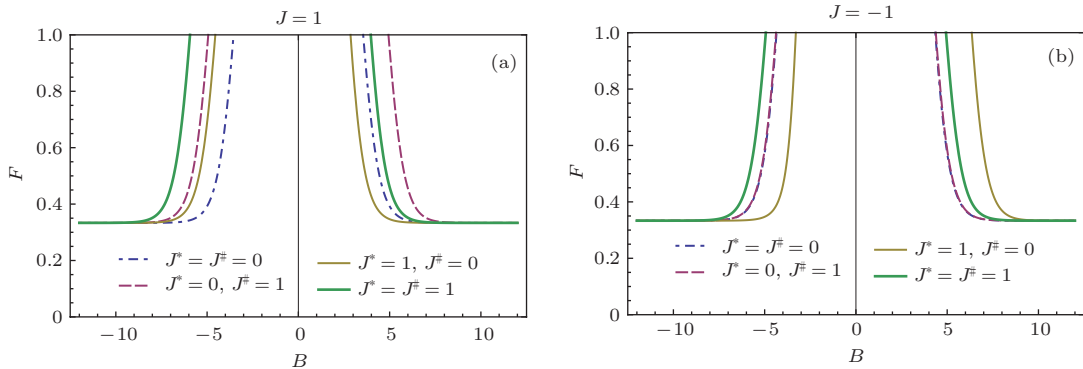 J = 1
(a)
F
1.0
0.8
0.6
0.4
0.2
0
J* = J# = 0
J* = 0, J# = 1
J* = 1, J# = 0
J* = J# = 1
−10 −5 0 5 10
B
J = −1
(b)
F
1.0
0.8
0.6
0.4
0.2
0
J* = J# = 0
J* = 0, J# = 1
J* = 1, J# = 0
J* = J# = 1
−10 −5 0 5 10
B